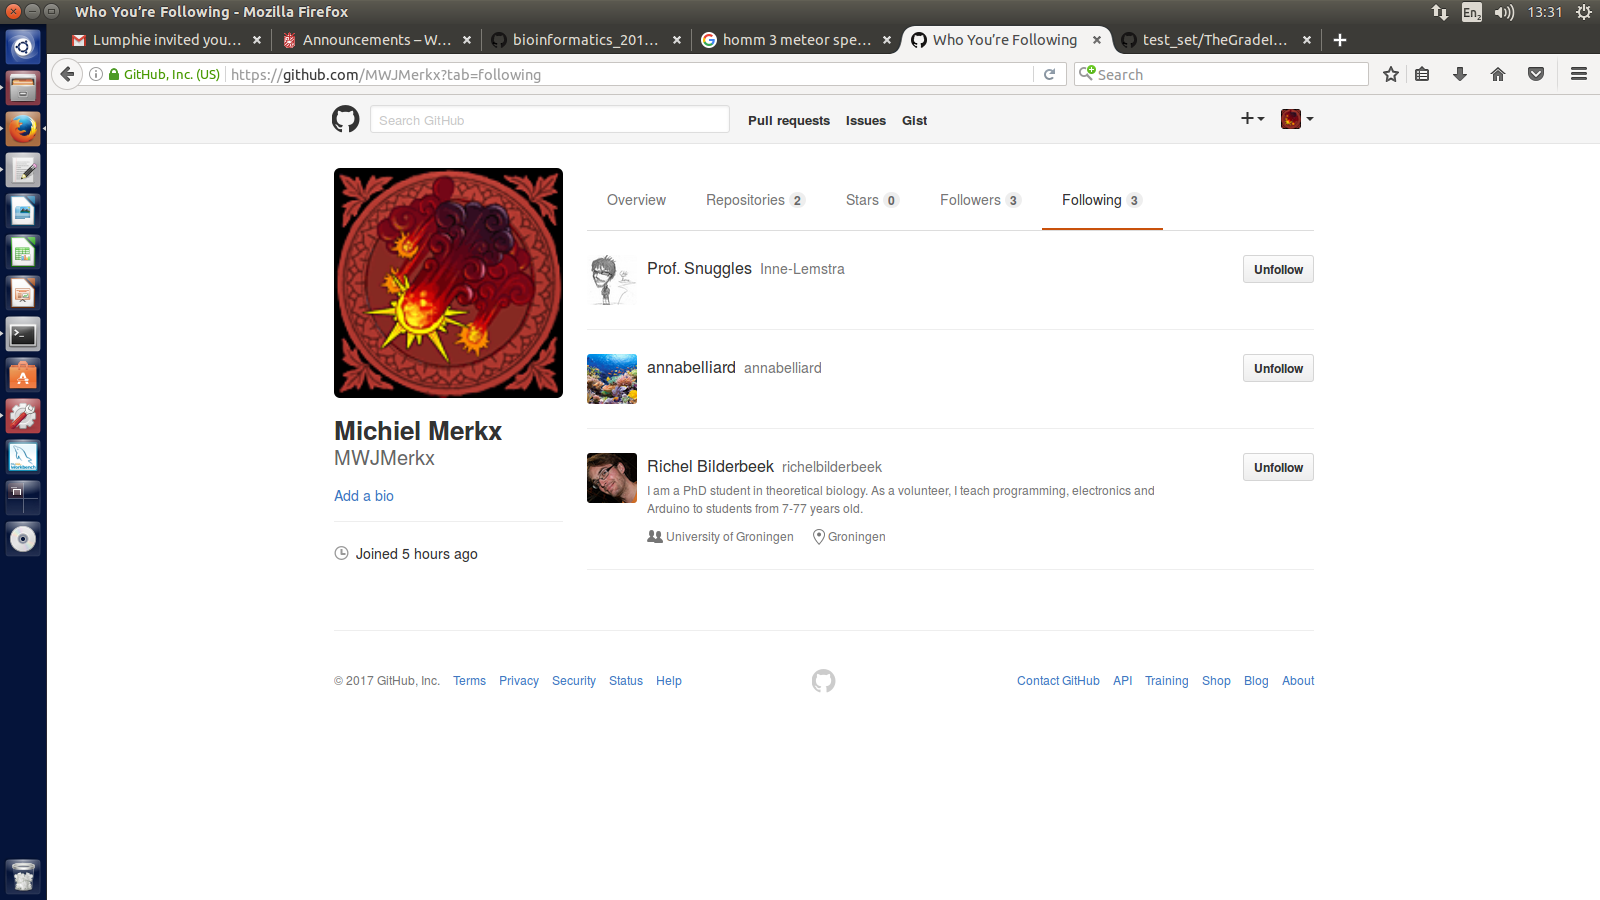 Who You're Following - Mozilla Firefox
En2
13:31
Lumphie invited you...
Announcements – W...
bioinformatics_201...
homm 3 meteor spe...
Who You're Following
test_set/TheGradeI...
GitHub, Inc. (US)
https://github.com/MWJMerkx?tab=following
Search
Search GitHub
Pull requests
Issues
Gist
Overview
Repositories 2
Stars 0
Followers 3
Following 3
Prof. Snuggles Inne-Lemstra
Unfollow
annabelliard annabelliard
Unfollow
Richel Bilderbeek richelbilderbeek
Unfollow
I am a PhD student in theoretical biology. As a volunteer, I teach programming, electronics and
Arduino to students from 7-77 years old.
University of Groningen
Groningen
Michiel Merkx
MWJMerkx
Add a bio
Joined 5 hours ago
© 2017 GitHub, Inc.
Terms
Privacy
Security
Status
Help
Contact GitHub
API
Training
Shop
Blog
About